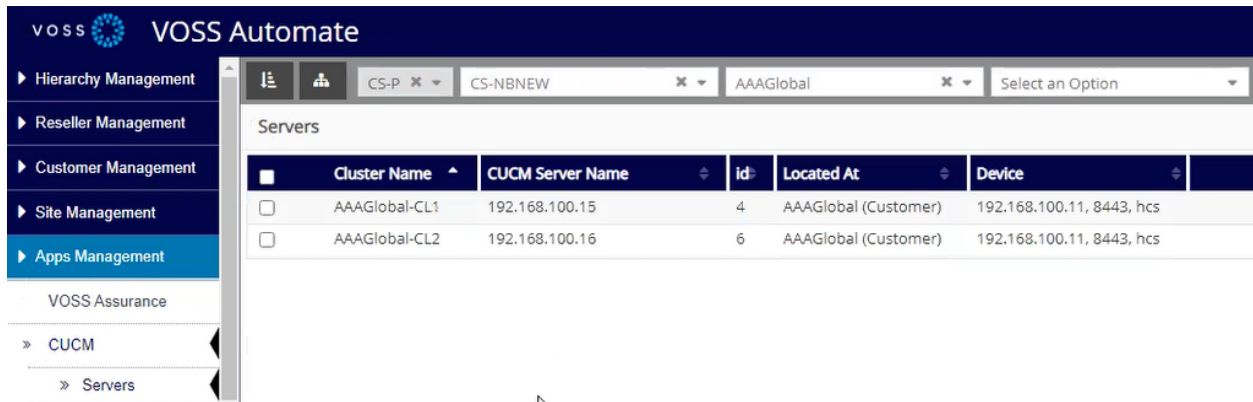 VOSS VOSS Automate
Hierarchy Management
Reseller Management
Customer Management
Site Management
Apps Management
VOSS Assurance
CUCM
Servers
CS-P CS-NBNEW AAAGlobal Select an Option
Servers
Cluster Name CUCM Server Name id Located At Device
AAAGlobal-CL1 192.168.100.15 4 AAAGlobal (Customer) 192.168.100.11, 8443, hcs
AAAGlobal-CL2 192.168.100.16 6 AAAGlobal (Customer) 192.168.100.11, 8443, hcs